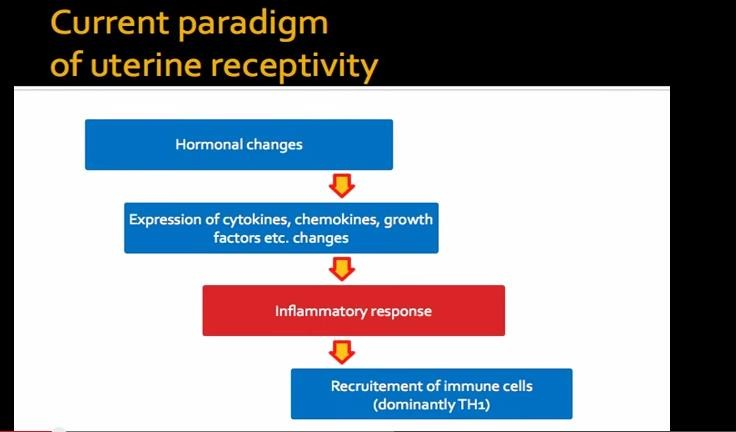 Current paradigm
of uterine receptivity
Hormonal changes
Expression of cytokines, chemokines, growth
factors etc. changes
Inflammatory response
Recruitement of immune cells
(dominantly TH1)